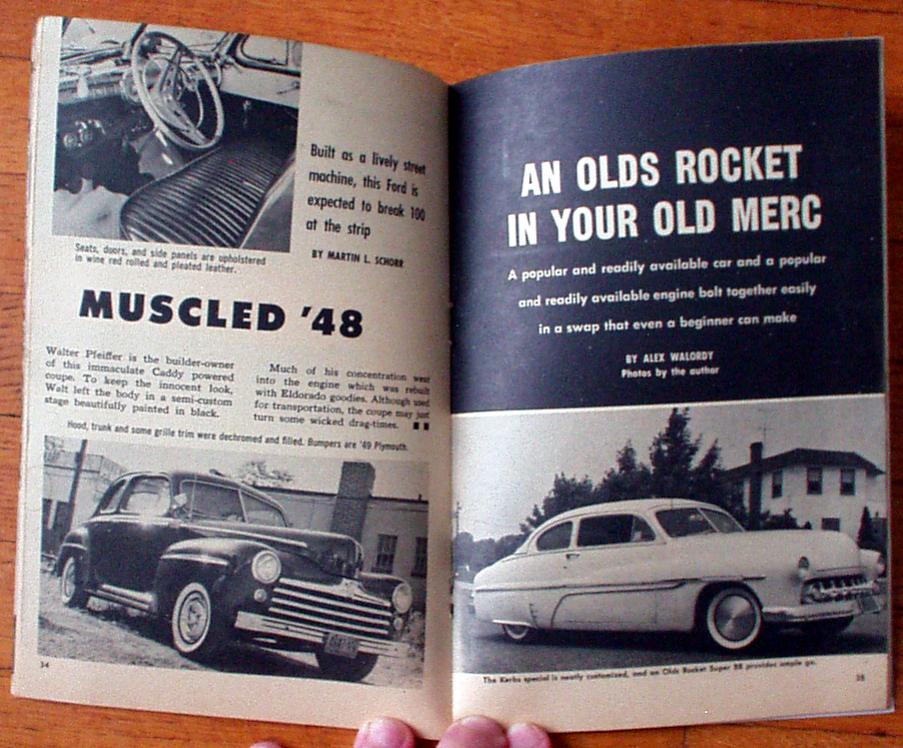 Built as a lively street
machine, this Ford is
expected to break 100
at the strip
BY MARTIN L. SCHORR
Seats, doors, and side panels are upholstered
in wine red rolled and pleated leather.
MUSCLED '48
Walter Pfeiffer is the builder-owner
of this immaculate Caddy powered
coupe. To keep the innocent look,
Walt left the body in a semi-custom
stage beautifully painted in black.
Much of his concentration went
into the engine which was rebuilt
with Eldorado goodies. Although used
for transportation, the coupe may just
turn some wicked drag-times.
Hood, trunk and some grille trim were dechromed and filled. Bumpers are '49 Plymouth.
34
AN OLDS ROCKET
IN YOUR OLD MERC
A popular and readily available car and a popular
and readily available engine bolt together easily
in a swap that even a beginner can make
BY ALEX WALORDY
Photos by the author
The Kerbs special is neatly customized, and an Olds Rocket Super 88 provides ample go.